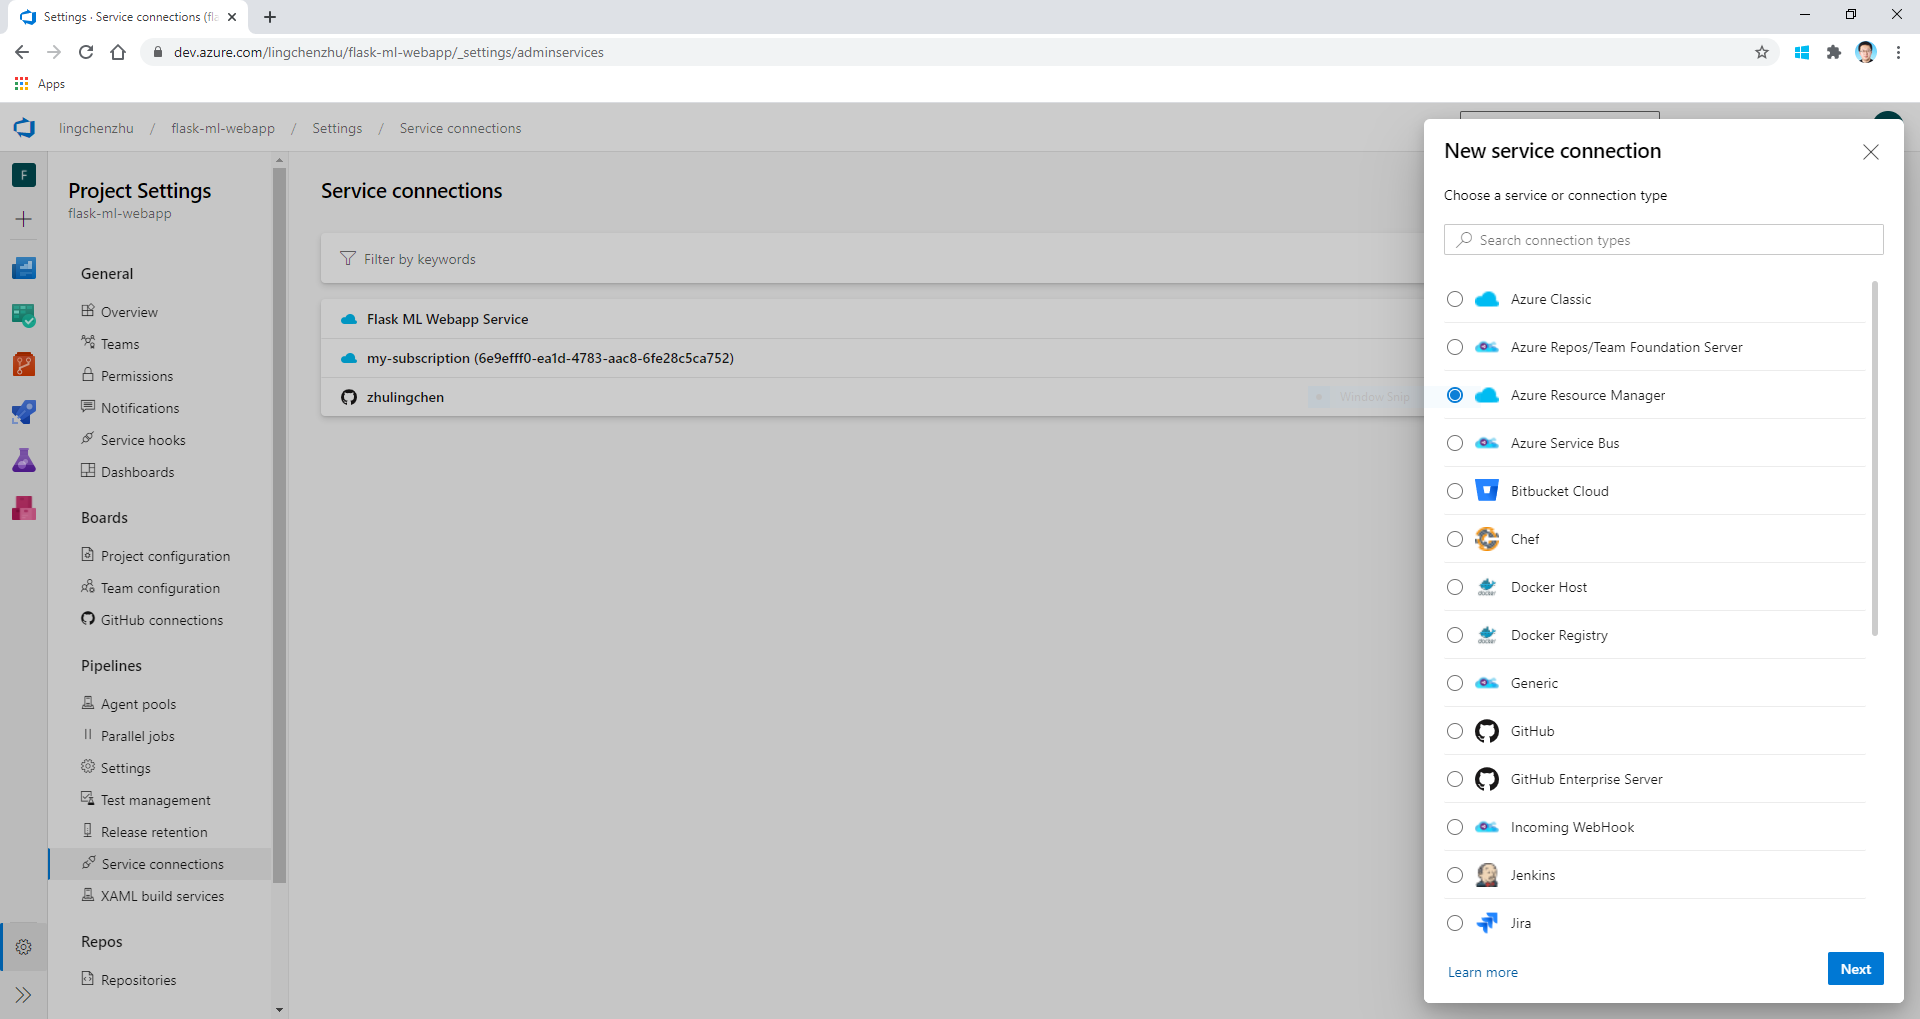 Settings · Service connections (fla
dev.azure.com/lingchenzhu/flask-ml-webapp/_settings/adminservices
Apps
lingchenzhu / flask-ml-webapp / Settings / Service connections
F
Project Settings
flask-ml-webapp
General
Overview
Teams
Permissions
Notifications
Service hooks
Dashboards
Boards
Project configuration
Team configuration
GitHub connections
Pipelines
Agent pools
Parallel jobs
Settings
Test management
Release retention
Service connections
XAML build services
Repos
Repositories
Service connections
Filter by keywords
Flask ML Webapp Service
my-subscription (6e9efff0-ea1d-4783-aac8-6fe28c5ca752)
zhulingchen
Window Snip
New service connection
Choose a service or connection type
Search connection types
Azure Classic
Azure Repos/Team Foundation Server
Azure Resource Manager
Azure Service Bus
Bitbucket Cloud
Chef
docker
Docker Host
docker
Docker Registry
Generic
GitHub
GitHub Enterprise Server
Incoming WebHook
Jenkins
Jira
Learn more
Next